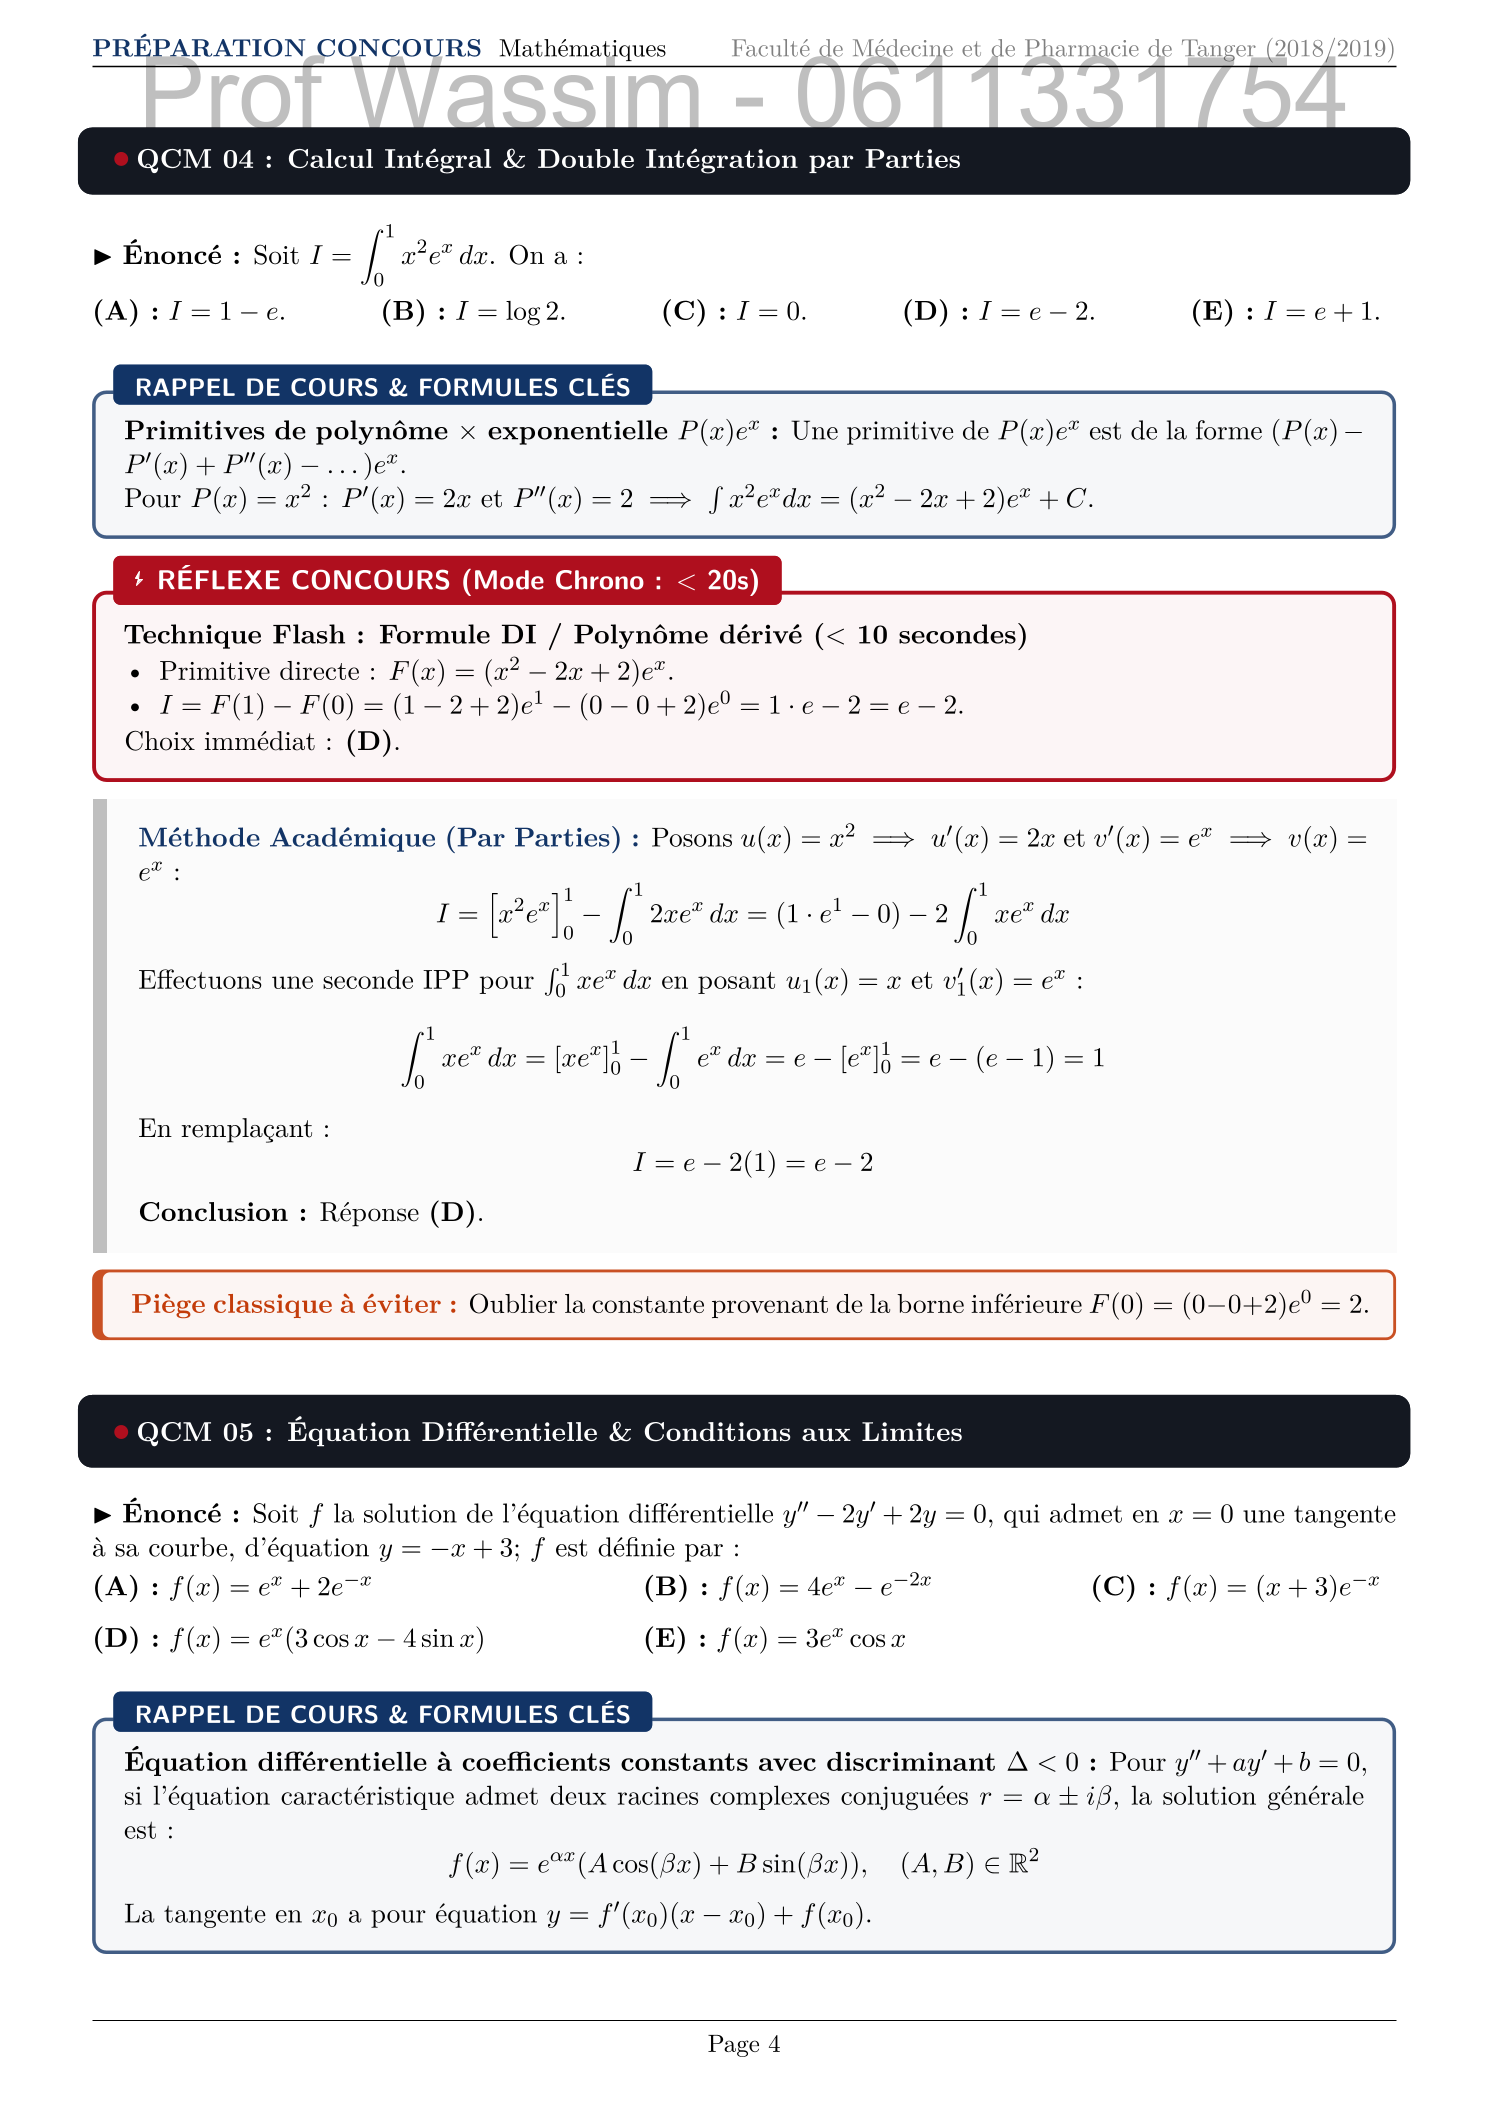 PRÉPARATION CONCOURS Mathématiques Faculté de Médecine et de Pharmacie de Tanger (2018/2019)
Prof Wassim - 0611331754
● QCM 04 : Calcul Intégral & Double Intégration par Parties
▶ Énoncé : Soit I = ∫₀¹ x²eˣ dx. On a :
(A) : I = 1 − e. (B) : I = log 2. (C) : I = 0. (D) : I = e − 2. (E) : I = e + 1.
RAPPEL DE COURS & FORMULES CLÉS
Primitives de polynôme × exponentielle P(x)eˣ : Une primitive de P(x)eˣ est de la forme (P(x) −
P′(x) + P″(x) − …)eˣ.
Pour P(x) = x² : P′(x) = 2x et P″(x) = 2 ⟹ ∫ x²eˣdx = (x² − 2x + 2)eˣ + C.
⚡ RÉFLEXE CONCOURS (Mode Chrono : < 20s)
Technique Flash : Formule DI / Polynôme dérivé (< 10 secondes)
• Primitive directe : F(x) = (x² − 2x + 2)eˣ.
• I = F(1) − F(0) = (1 − 2 + 2)e¹ − (0 − 0 + 2)e⁰ = 1 · e − 2 = e − 2.
Choix immédiat : (D).
Méthode Académique (Par Parties) : Posons u(x) = x² ⟹ u′(x) = 2x et v′(x) = eˣ ⟹ v(x) =
eˣ :
I = [x²eˣ]₀¹ − ∫₀¹ 2xeˣ dx = (1 · e¹ − 0) − 2 ∫₀¹ xeˣ dx
Effectuons une seconde IPP pour ∫₀¹ xeˣ dx en posant u₁(x) = x et v₁′(x) = eˣ :
∫₀¹ xeˣ dx = [xeˣ]₀¹ − ∫₀¹ eˣ dx = e − [eˣ]₀¹ = e − (e − 1) = 1
En remplaçant :
I = e − 2(1) = e − 2
Conclusion : Réponse (D).
Piège classique à éviter : Oublier la constante provenant de la borne inférieure F(0) = (0−0+2)e⁰ = 2.
● QCM 05 : Équation Différentielle & Conditions aux Limites
▶ Énoncé : Soit f la solution de l'équation différentielle y″ − 2y′ + 2y = 0, qui admet en x = 0 une tangente
à sa courbe, d'équation y = −x + 3; f est définie par :
(A) : f(x) = eˣ + 2e⁻ˣ (B) : f(x) = 4eˣ − e⁻²ˣ (C) : f(x) = (x + 3)e⁻ˣ
(D) : f(x) = eˣ(3 cos x − 4 sin x) (E) : f(x) = 3eˣ cos x
RAPPEL DE COURS & FORMULES CLÉS
Équation différentielle à coefficients constants avec discriminant Δ < 0 : Pour y″ + ay′ + b = 0,
si l'équation caractéristique admet deux racines complexes conjuguées r = α ± iβ, la solution générale
est :
f(x) = e^{αx}(A cos(βx) + B sin(βx)), (A, B) ∈ ℝ²
La tangente en x₀ a pour équation y = f′(x₀)(x − x₀) + f(x₀).
Page 4